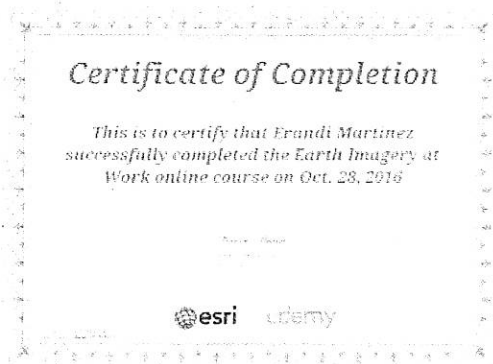 Certificate of Completion
This is to certify that Erandi Martinez
successfully completed the Earth Imagery at
Work online course on Oct. 28, 2016
esri udemy